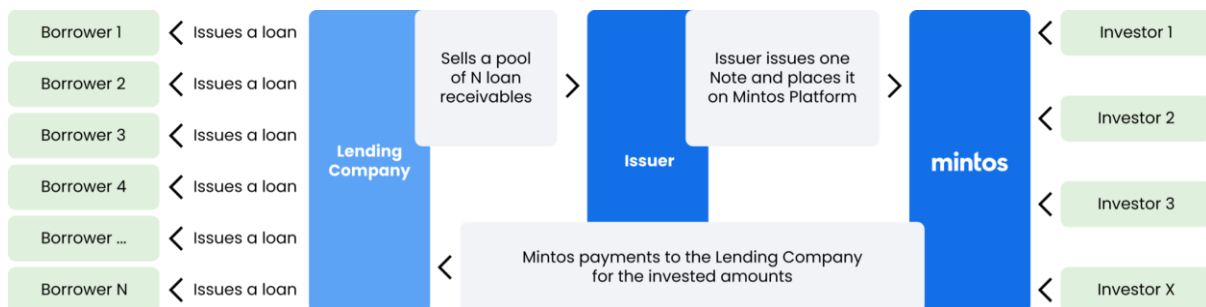 Borrower 1
Issues a loan
Borrower 2
Issues a loan
Borrower 3
Issues a loan
Borrower 4
Issues a loan
Borrower ...
Issues a loan
Borrower N
Issues a loan
Lending
Company
Sells a pool
of N loan
receivables
Issuer
Issuer issues one
Note and places it
on Mintos Platform
Mintos payments to the Lending Company
for the invested amounts
mintos
Investor 1
Investor 2
Investor 3
Investor X